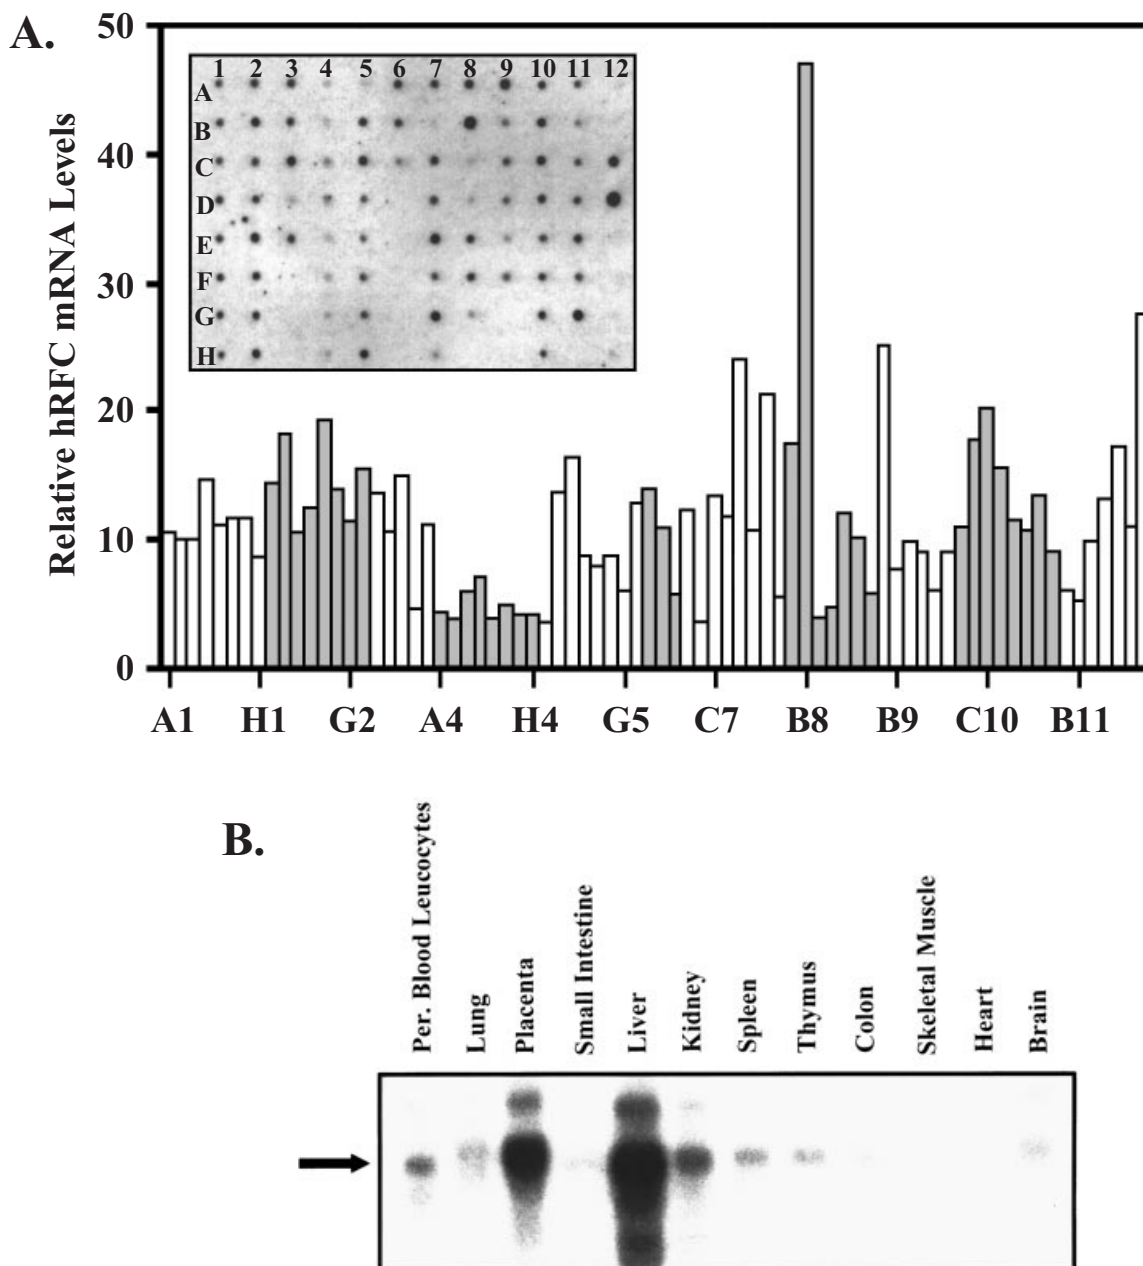 A.
50
40
30
20
10
0
Relative hRFC mRNA Levels
1 2 3 4 5 6 7 8 9 10 11 12
A
B
C
D
E
F
G
H
A1 H1 G2 A4 H4 G5 C7 B8 B9 C10 B11
B.
Per. Blood Leucocytes
Lung
Placenta
Small Intestine
Liver
Kidney
Spleen
Thymus
Colon
Skeletal Muscle
Heart
Brain